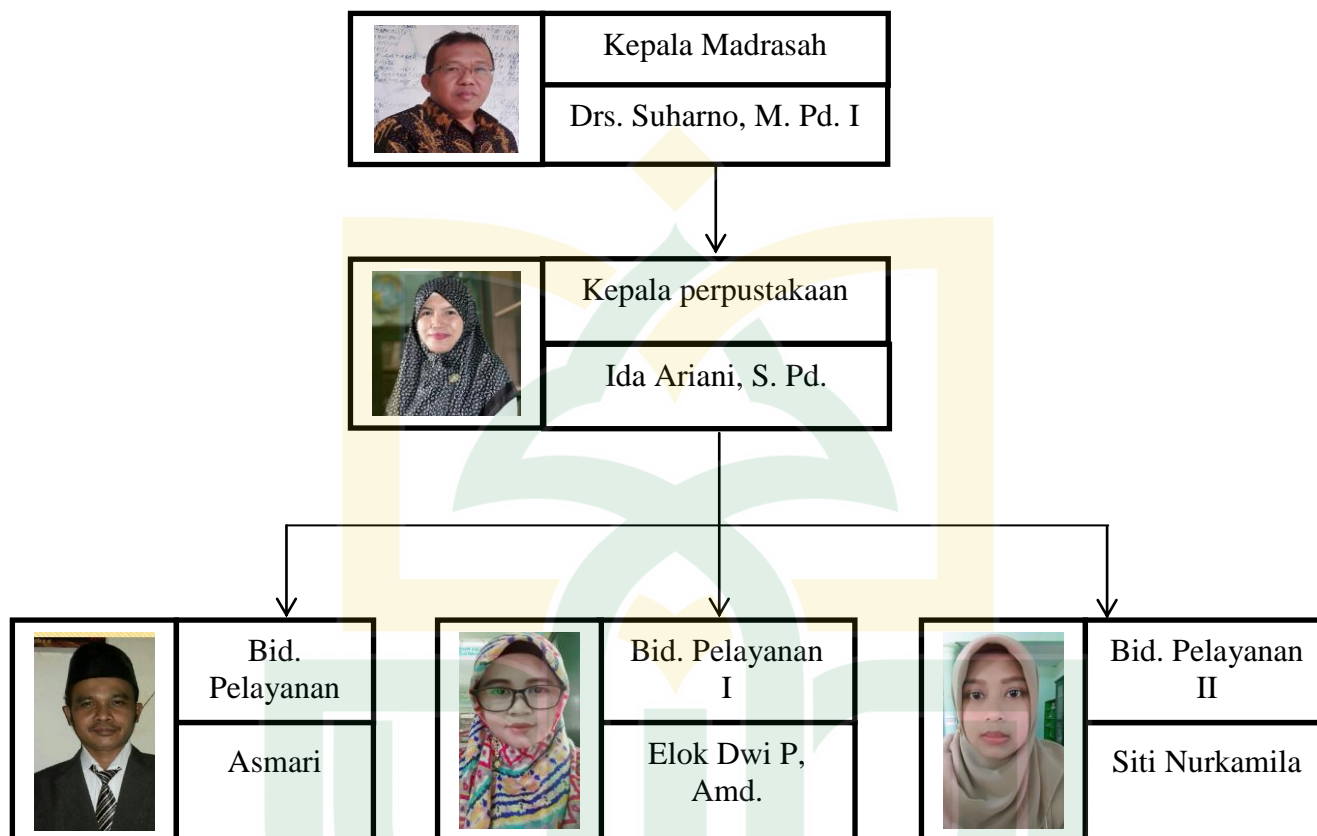 Kepala Madrasah
Drs. Suharno, M. Pd. I
Kepala perpustakaan
Ida Ariani, S. Pd.
Bid.
Pelayanan
Asmari
Bid. Pelayanan
I
Elok Dwi P,
Amd.
Bid. Pelayanan
II
Siti Nurkamila